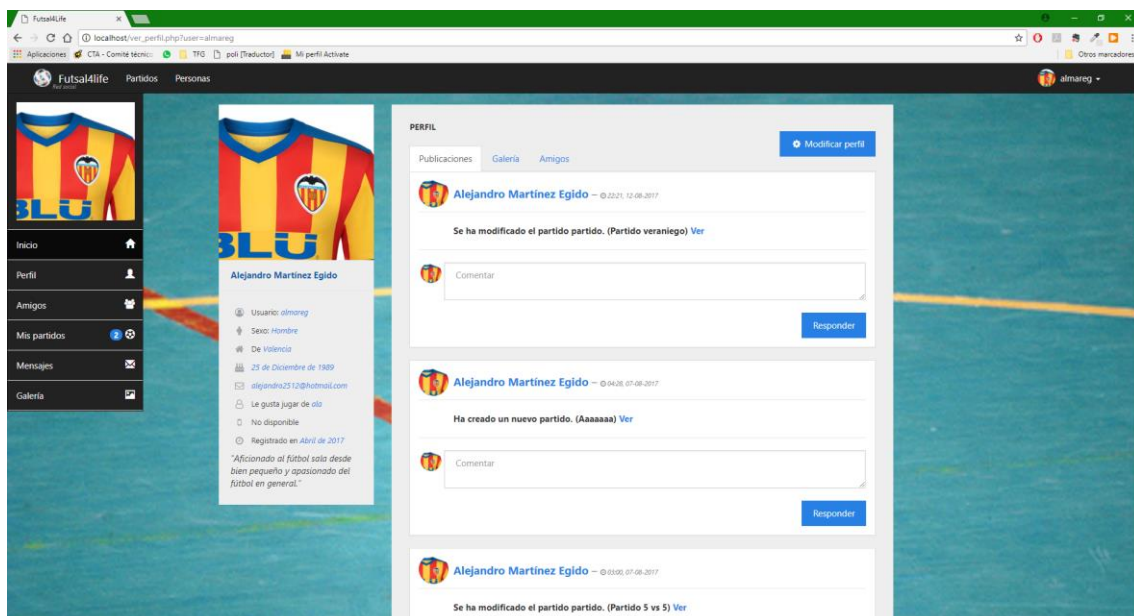 Futsal4Life
localhost/ver_perfil.php?user=almareg
Aplicaciones CTA - Comité técnic TFG poli [Traductor] Mi perfil Actívate Otros marcadores
Futsal4life Partidos Personas almareg
Red social
BLU
Inicio
Perfil
Amigos
Mis partidos 2
Mensajes
Galería
BLU
Alejandro Martínez Egido
Usuario: almareg
Sexo: Hombre
De Valencia
25 de Diciembre de 1989
alejandro2512@hotmail.com
Le gusta jugar de ala
No disponible
Registrado en Abril de 2017
"Aficionado al fútbol sala desde
bien pequeño y apasionado del
fútbol en general."
PERFIL
Modificar perfil
Publicaciones Galería Amigos
Alejandro Martínez Egido – 22:21, 12-08-2017
Se ha modificado el partido partido. (Partido veraniego) Ver
Comentar
Responder
Alejandro Martínez Egido – 04:28, 07-08-2017
Ha creado un nuevo partido. (Aaaaaaa) Ver
Comentar
Responder
Alejandro Martínez Egido – 03:00, 07-08-2017
Se ha modificado el partido partido. (Partido 5 vs 5) Ver